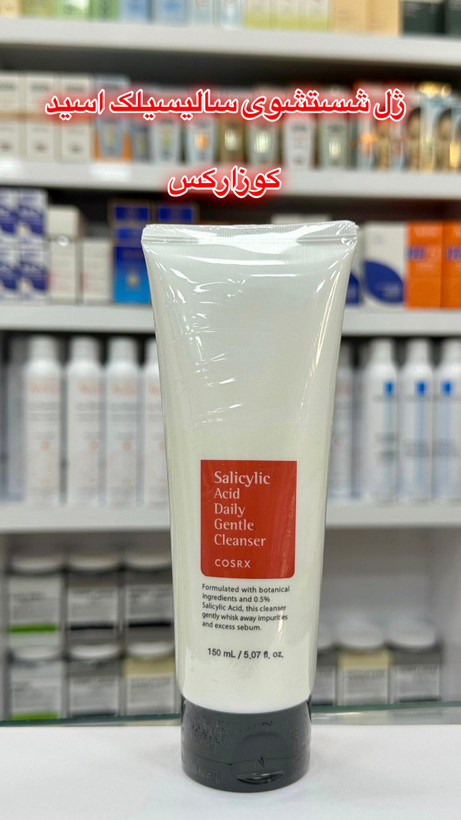 ژل شستشوی سالیسیلک اسید
کوزارکس
Salicylic
Acid
Daily
Gentle
Cleanser
COSRX
Formulated with botanical
ingredients and 0.5%
Salicylic Acid, this cleanser
gently whisk away impurities
and excess sebum.
150 mL / 5.07 fl. oz.